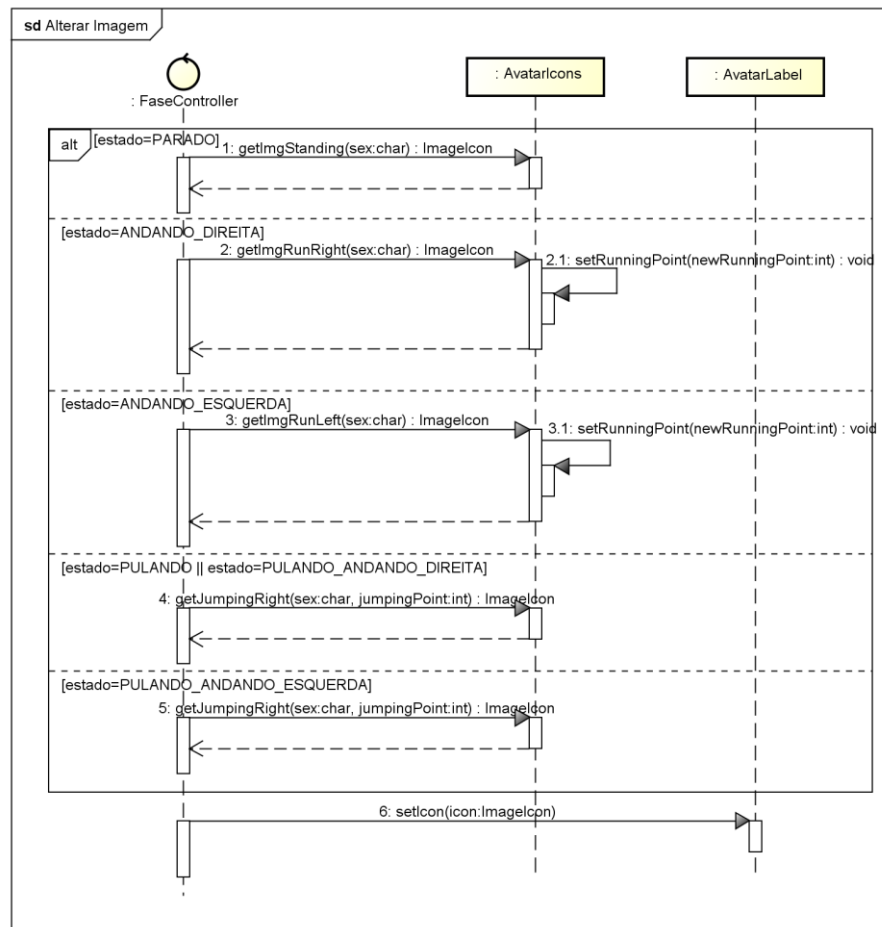 sd Alterar Imagem
: FaseController
: AvatarIcons
: AvatarLabel
alt
[estado=PARADO]
1: getImgStanding(sex:char) : ImageIcon
[estado=ANDANDO_DIREITA]
2: getImgRunRight(sex:char) : ImageIcon
2.1: setRunningPoint(newRunningPoint:int) : void
[estado=ANDANDO_ESQUERDA]
3: getImgRunLeft(sex:char) : ImageIcon
3.1: setRunningPoint(newRunningPoint:int) : void
[estado=PULANDO || estado=PULANDO_ANDANDO_DIREITA]
4: getJumpingRight(sex:char, jumpingPoint:int) : ImageIcon
[estado=PULANDO_ANDANDO_ESQUERDA]
5: getJumpingRight(sex:char, jumpingPoint:int) : ImageIcon
6: setIcon(icon:ImageIcon)